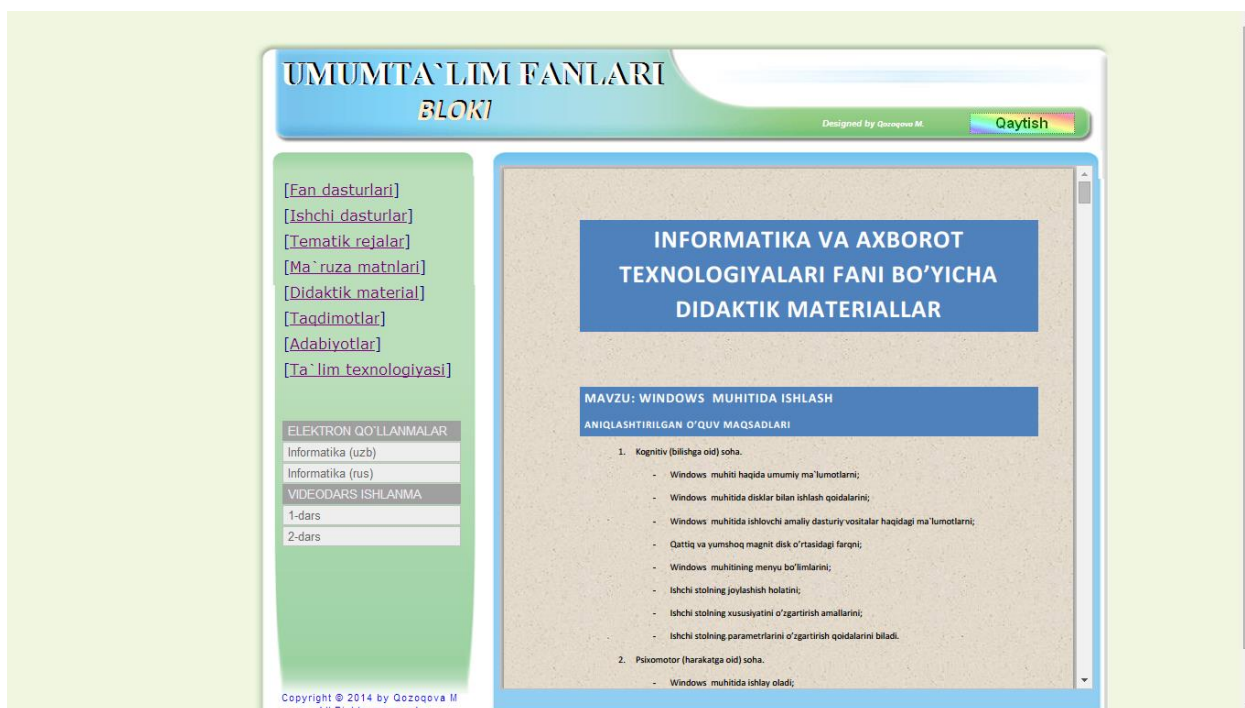 UMUMTA`LIM FANLARI
BLOKI
Designed by Qozoqova M.
Qaytish
[Fan dasturlari]
[Ishchi dasturlar]
[Tematik rejalar]
[Ma`ruza matnlari]
[Didaktik material]
[Taqdimotlar]
[Adabiyotlar]
[Ta`lim texnologiyasi]
ELEKTRON QO`LLANMALAR
Informatika (uzb)
Informatika (rus)
VIDEODARS ISHLANMA
1-dars
2-dars
Copyright © 2014 by Qozoqova M
INFORMATIKA VA AXBOROT
TEXNOLOGIYALARI FANI BO’YICHA
DIDAKTIK MATERIALLAR
MAVZU: WINDOWS MUHITIDA ISHLASH
ANIQLASHTIRILGAN O’QUV MAQSADLARI
1. Kognitiv (bilishga oid) soha.
- Windows muhiti haqida umumiy ma`lumotlarni;
- Windows muhitida disklar bilan ishlash qoidalarini;
- Windows muhitida ishlovchi amaliy dasturiy vositalar haqidagi ma`lumotlarni;
- Qattiq va yumshoq magnit disk o’rtasidagi farqni;
- Windows muhitining menyu bo’limlarini;
- Ishchi stolning joylashish holatini;
- Ishchi stolning xususiyatini o’zgartirish amallarini;
- Ishchi stolning parametrlarini o’zgartirish qoidalarini biladi.
2. Psixomotor (harakatga oid) soha.
- Windows muhitida ishlay oladi;